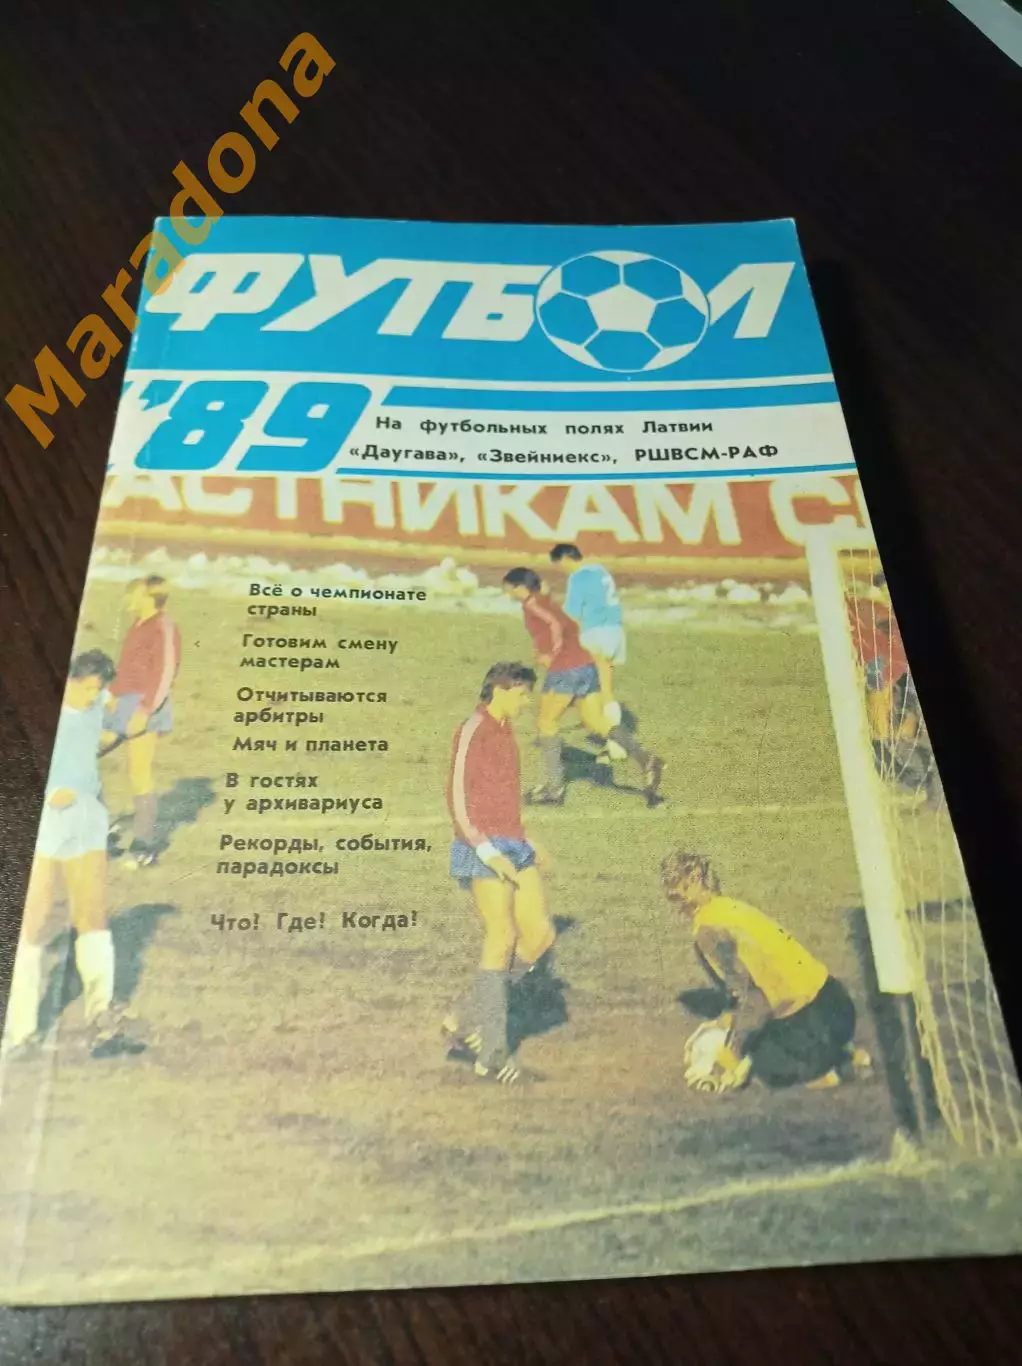 Maradona
ФУТБОЛ
'89
На футбольных полях Латвии
«Даугава», «Звейниекс», РШВСМ-РАФ
АСТНИКАМ С
Всё о чемпионате
страны
Готовим смену
мастерам
Отчитываются
арбитры
Мяч и планета
В гостях
у архивариуса
Рекорды, события,
парадоксы
Что? Где? Когда?